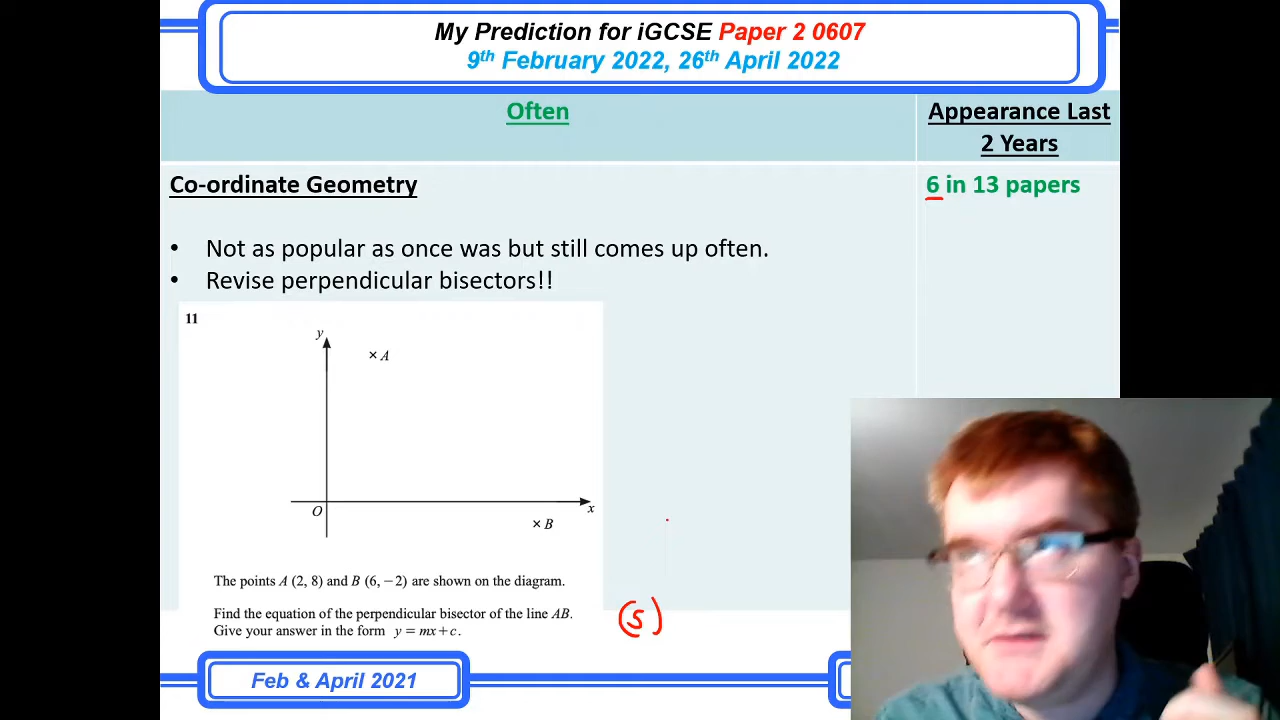 My Prediction for iGCSE Paper 2 0607
9th February 2022, 26th April 2022
Often
Appearance Last
2 Years
Co-ordinate Geometry
6 in 13 papers
• Not as popular as once was but still comes up often.
• Revise perpendicular bisectors!!
11
y
× A
O
x
× B
The points A (2, 8) and B (6, −2) are shown on the diagram.
Find the equation of the perpendicular bisector of the line AB.
Give your answer in the form y = mx + c.
(5)
Feb & April 2021